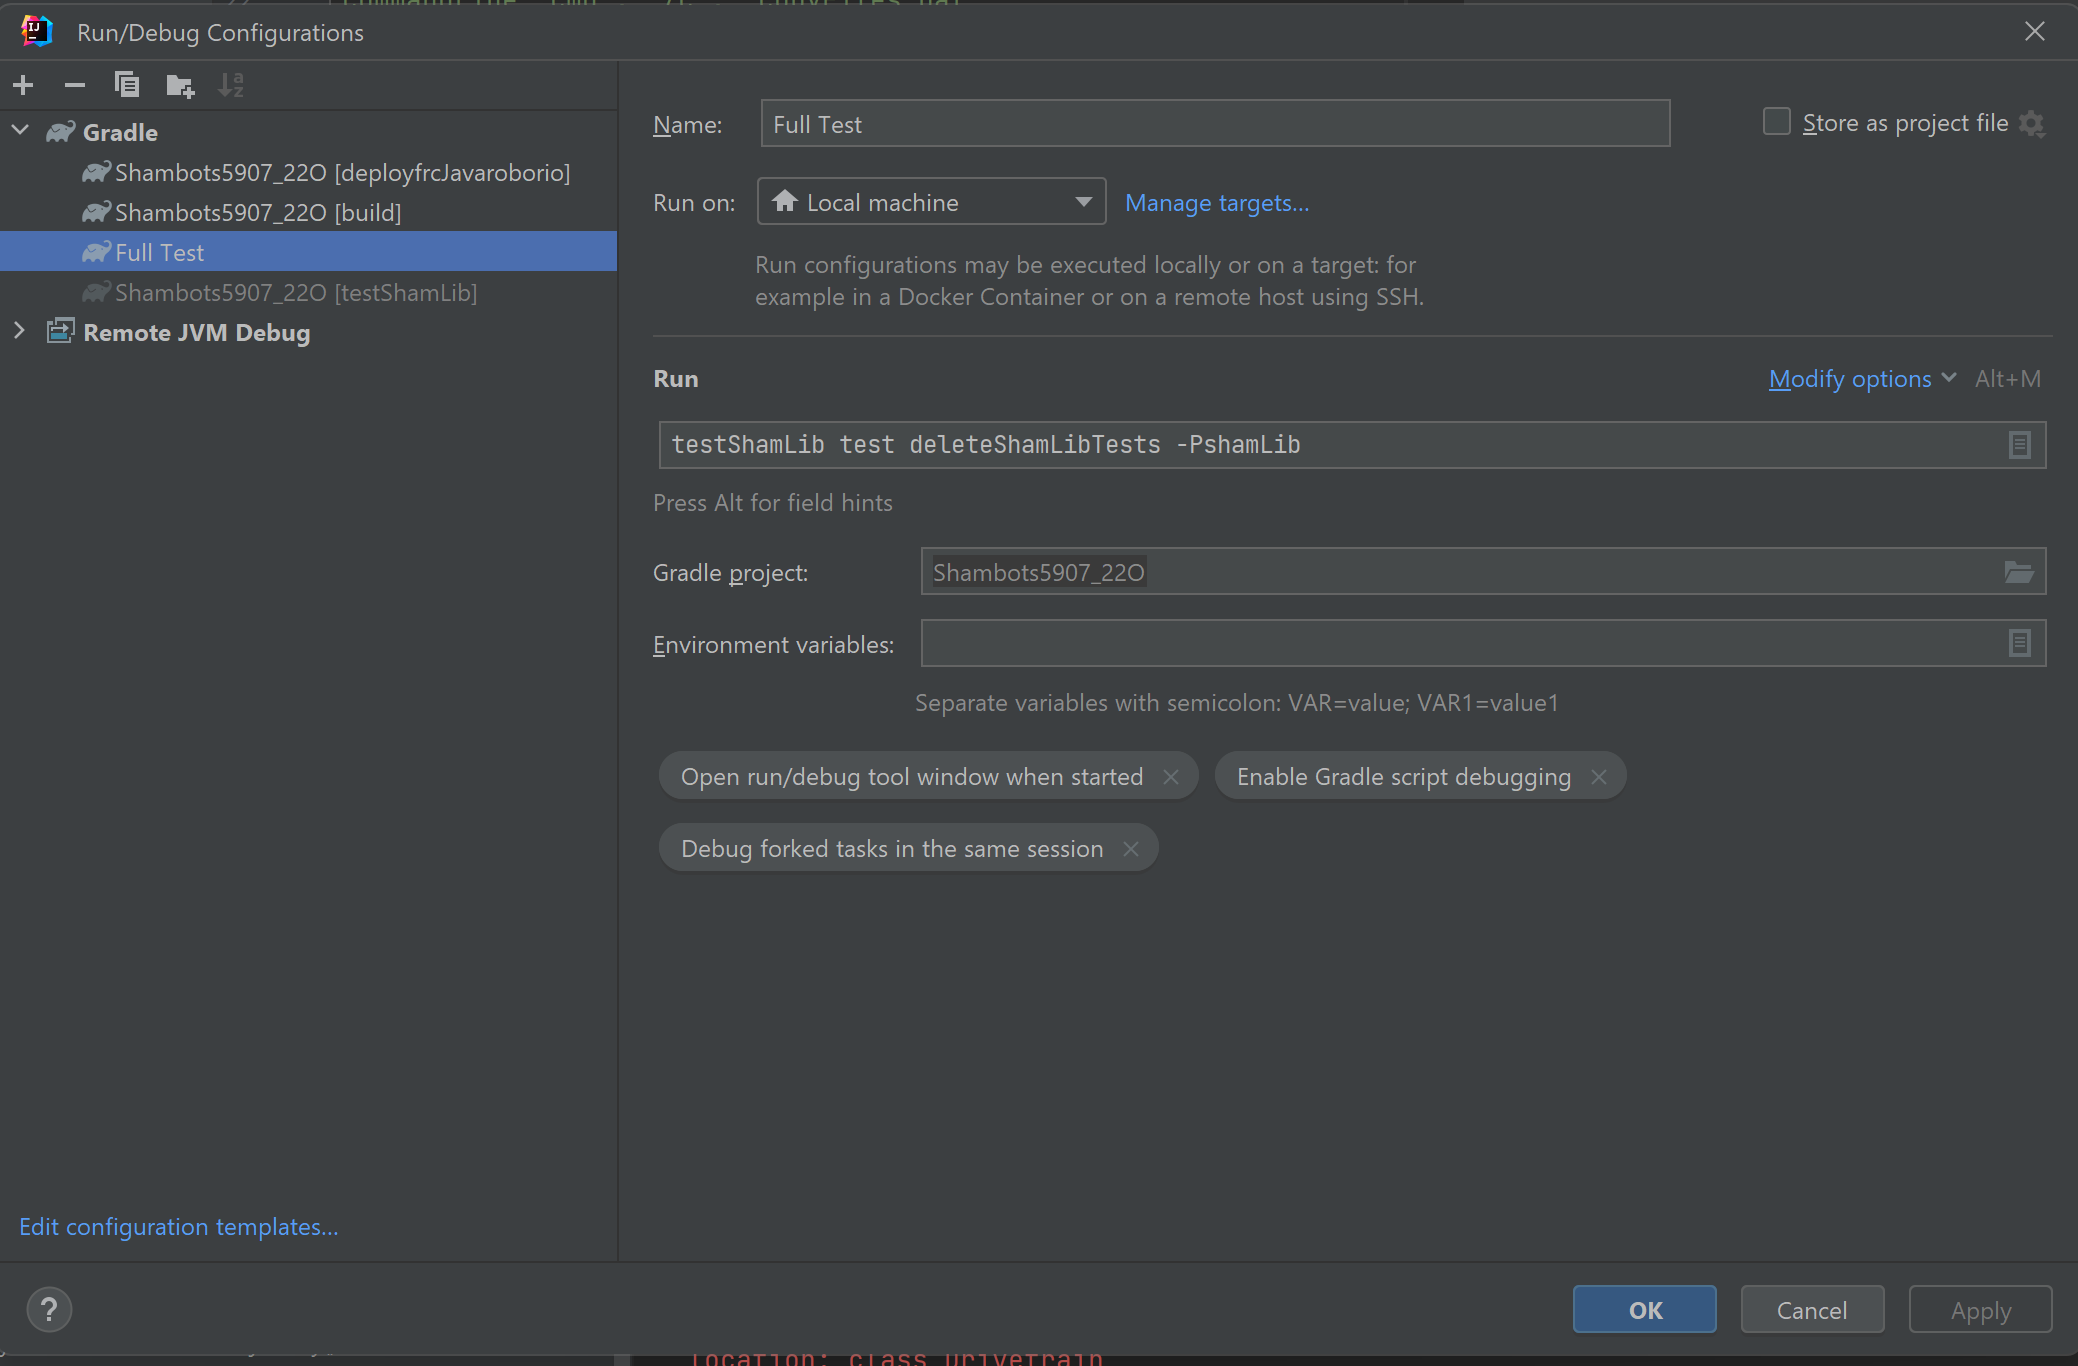 Run/Debug Configurations
Gradle
Shambots5907_22O [deployfrcJavaroborio]
Shambots5907_22O [build]
Full Test
Shambots5907_22O [testShamLib]
Remote JVM Debug
Edit configuration templates...
Name: Full Test
Store as project file
Run on: Local machine Manage targets...
Run configurations may be executed locally or on a target: for
example in a Docker Container or on a remote host using SSH.
Run
Modify options Alt+M
testShamLib test deleteShamLibTests -PshamLib
Press Alt for field hints
Gradle project: Shambots5907_22O
Environment variables:
Separate variables with semicolon: VAR=value; VAR1=value1
Open run/debug tool window when started
Enable Gradle script debugging
Debug forked tasks in the same session
?
OK
Cancel
Apply
location: class Drivetrain